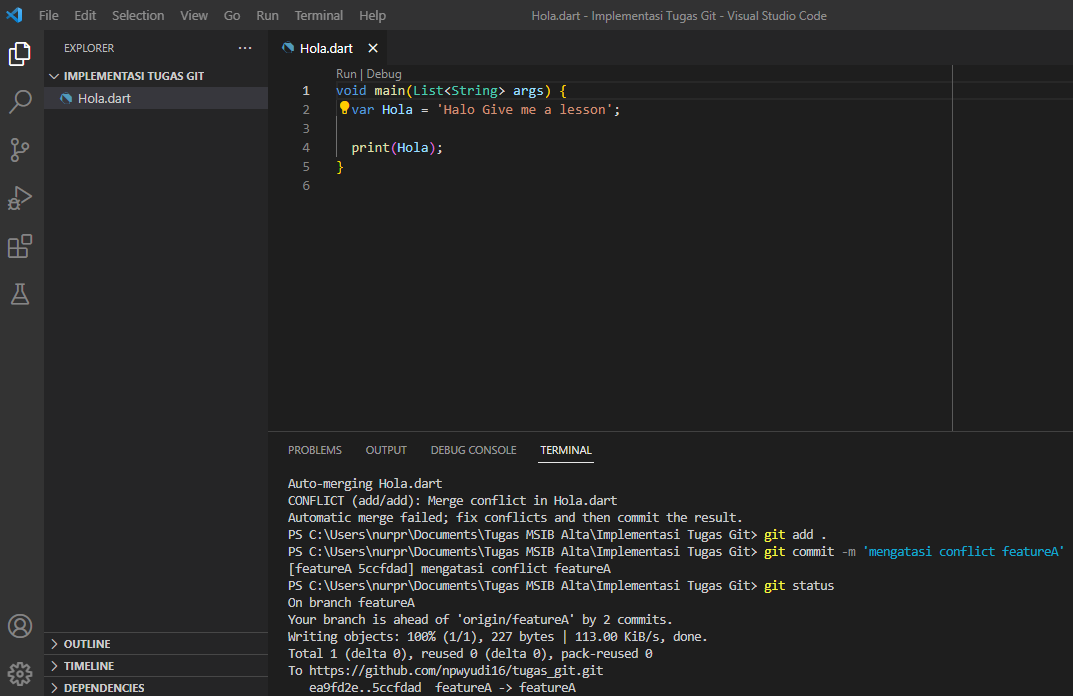 File Edit Selection View Go Run Terminal Help Hola.dart - Implementasi Tugas Git - Visual Studio Code
EXPLORER ···
IMPLEMENTASI TUGAS GIT
Hola.dart
OUTLINE
TIMELINE
DEPENDENCIES
Hola.dart
Run | Debug
1 void main(List<String> args) {
2 var Hola = 'Halo Give me a lesson';
3
4 print(Hola);
5 }
6
PROBLEMS OUTPUT DEBUG CONSOLE TERMINAL
Auto-merging Hola.dart
CONFLICT (add/add): Merge conflict in Hola.dart
Automatic merge failed; fix conflicts and then commit the result.
PS C:\Users\nurpr\Documents\Tugas MSIB Alta\Implementasi Tugas Git> git add .
PS C:\Users\nurpr\Documents\Tugas MSIB Alta\Implementasi Tugas Git> git commit -m 'mengatasi conflict featureA'
[featureA 5ccfdad] mengatasi conflict featureA
PS C:\Users\nurpr\Documents\Tugas MSIB Alta\Implementasi Tugas Git> git status
On branch featureA
Your branch is ahead of 'origin/featureA' by 2 commits.
Writing objects: 100% (1/1), 227 bytes | 113.00 KiB/s, done.
Total 1 (delta 0), reused 0 (delta 0), pack-reused 0
To https://github.com/npwyudi16/tugas_git.git
ea9fd2e..5ccfdad featureA -> featureA